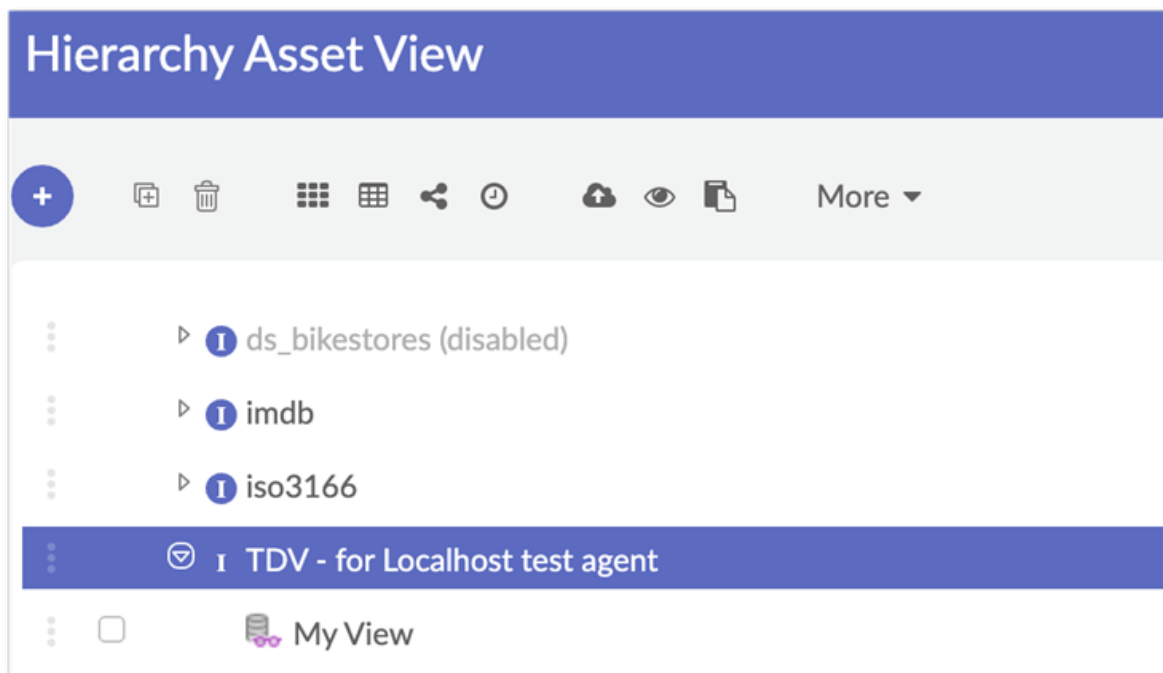 Hierarchy Asset View
More
I ds_bikestores (disabled)
I imdb
I iso3166
I TDV - for Localhost test agent
My View